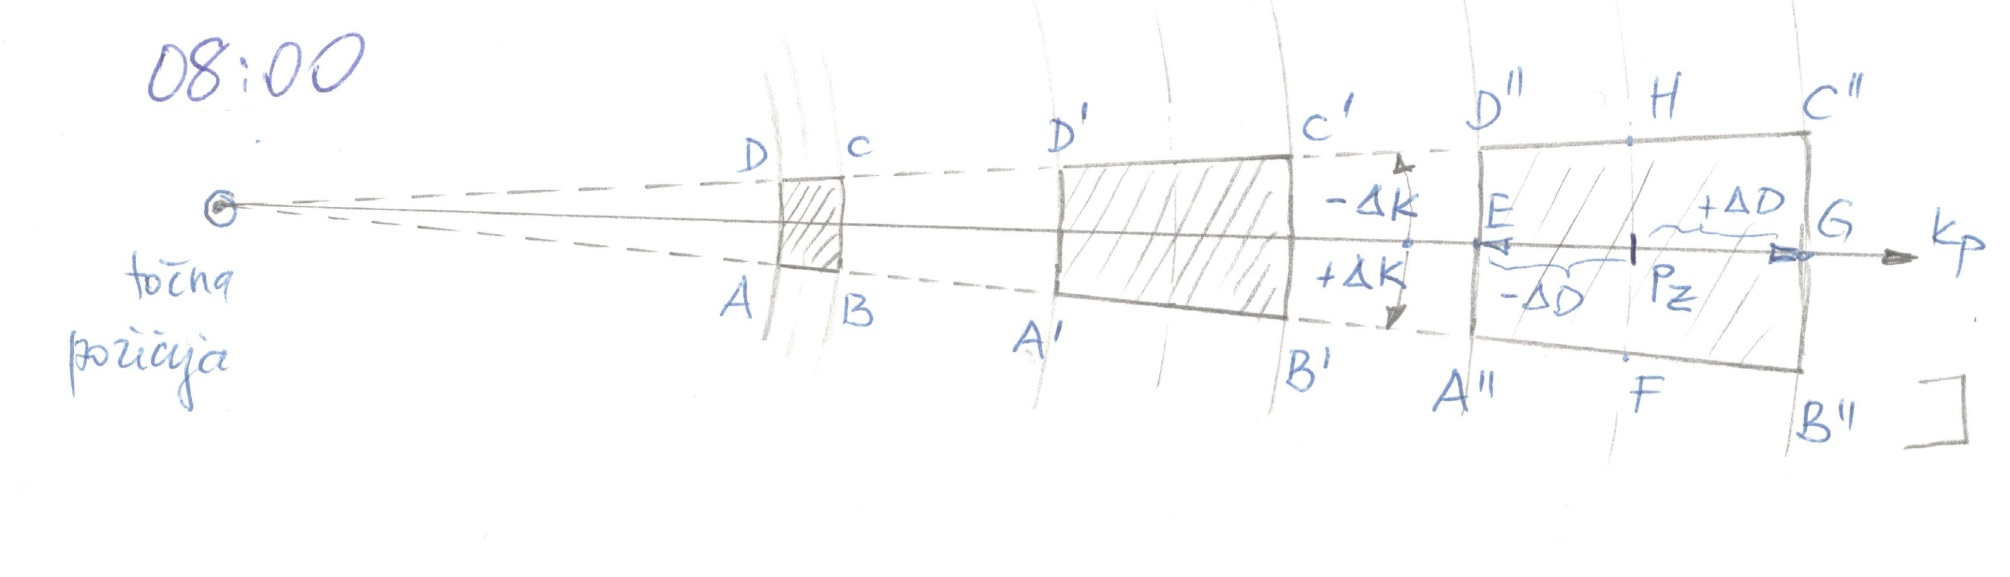 08:00
D C D' C' D'' H C''
-ΔK E +ΔD G Kp
točna +ΔK -ΔD Pz
pozicija A B A' B' A'' F B''